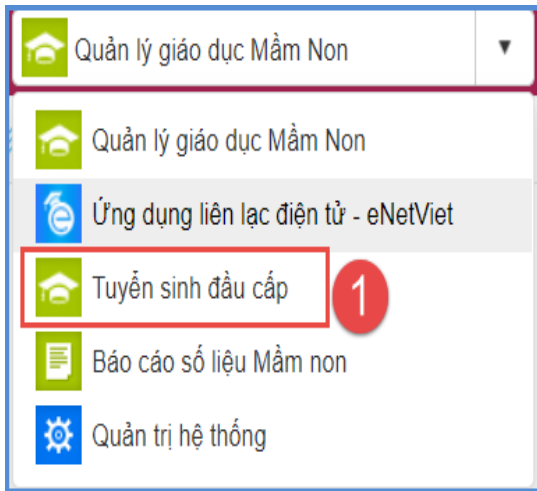 Quản lý giáo dục Mầm Non
Quản lý giáo dục Mầm Non
Ứng dụng liên lạc điện tử - eNetViet
Tuyển sinh đầu cấp
1
Báo cáo số liệu Mầm non
Quản trị hệ thống